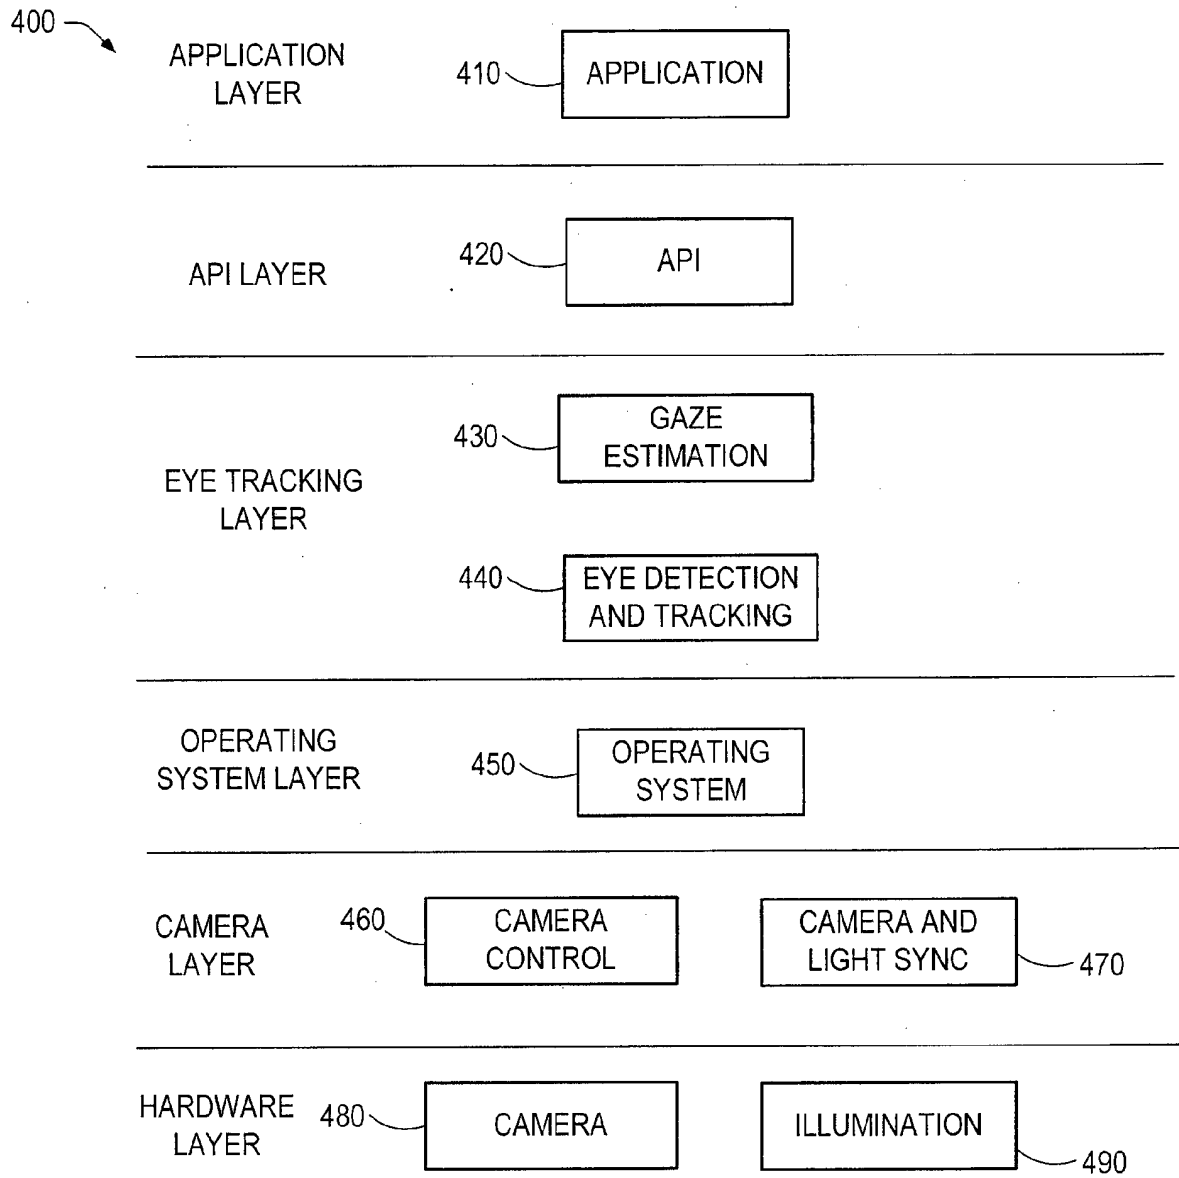 400
APPLICATION
LAYER
410
APPLICATION
API LAYER
420
API
EYE TRACKING
LAYER
430
GAZE
ESTIMATION
440
EYE DETECTION
AND TRACKING
OPERATING
SYSTEM LAYER
450
OPERATING
SYSTEM
CAMERA
LAYER
460
CAMERA
CONTROL
CAMERA AND
LIGHT SYNC
470
HARDWARE
LAYER
480
CAMERA
ILLUMINATION
490